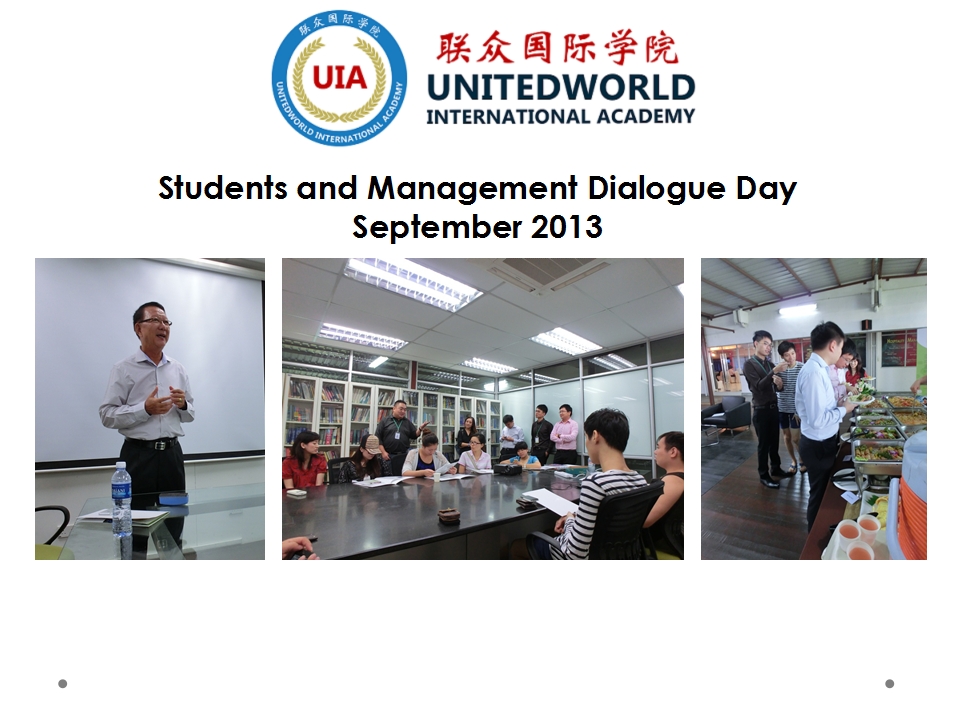 联众国际学院
UIA
UNITEDWORLD INTERNATIONAL ACADEMY
联众国际学院
UNITEDWORLD
INTERNATIONAL ACADEMY
Students and Management Dialogue Day
September 2013